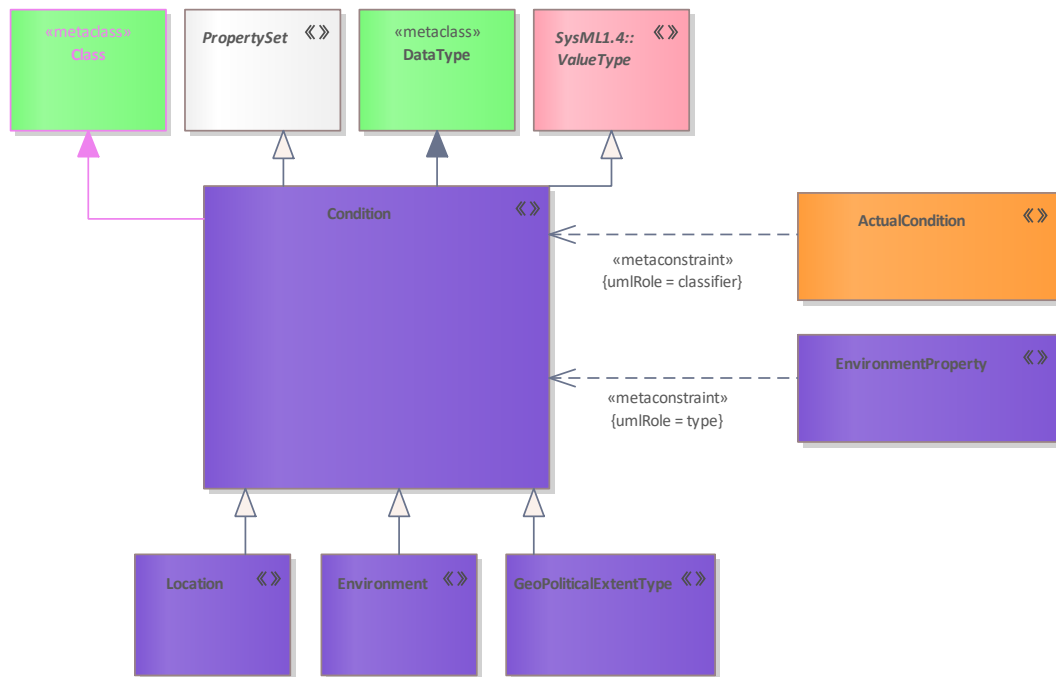 «metaclass»
Class
PropertySet
«metaclass»
DataType
SysML1.4::
ValueType
Condition
ActualCondition
«metaconstraint»
{umlRole = classifier}
EnvironmentProperty
«metaconstraint»
{umlRole = type}
Location
Environment
GeoPoliticalExtentType